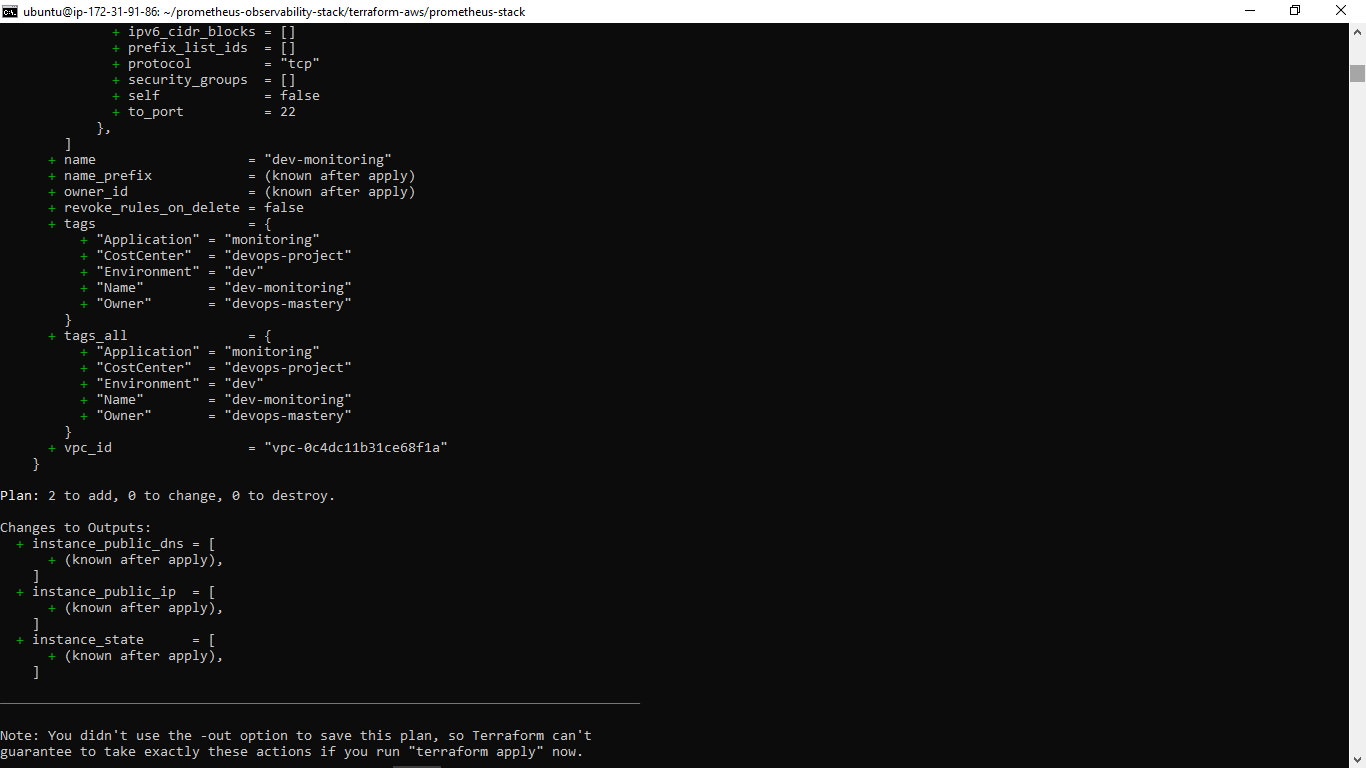 ubuntu@ip-172-31-91-86: ~/prometheus-observability-stack/terraform-aws/prometheus-stack
+ ipv6_cidr_blocks = []
+ prefix_list_ids  = []
+ protocol         = "tcp"
+ security_groups  = []
+ self             = false
+ to_port          = 22
},
]
+ name                   = "dev-monitoring"
+ name_prefix            = (known after apply)
+ owner_id               = (known after apply)
+ revoke_rules_on_delete = false
+ tags                   = {
+ "Application" = "monitoring"
+ "CostCenter"  = "devops-project"
+ "Environment" = "dev"
+ "Name"        = "dev-monitoring"
+ "Owner"       = "devops-mastery"
}
+ tags_all               = {
+ "Application" = "monitoring"
+ "CostCenter"  = "devops-project"
+ "Environment" = "dev"
+ "Name"        = "dev-monitoring"
+ "Owner"       = "devops-mastery"
}
+ vpc_id                 = "vpc-0c4dc11b31ce68f1a"
}
Plan: 2 to add, 0 to change, 0 to destroy.
Changes to Outputs:
+ instance_public_dns = [
+ (known after apply),
]
+ instance_public_ip  = [
+ (known after apply),
]
+ instance_state      = [
+ (known after apply),
]
Note: You didn't use the -out option to save this plan, so Terraform can't
guarantee to take exactly these actions if you run "terraform apply" now.